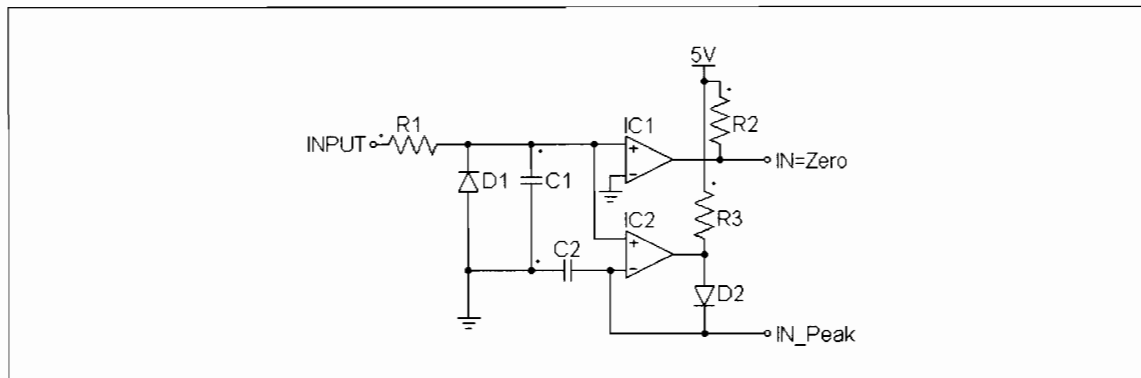 5V
R1
IC1
R2
INPUT
IN=Zero
D1
C1
IC2
R3
C2
D2
IN_Peak